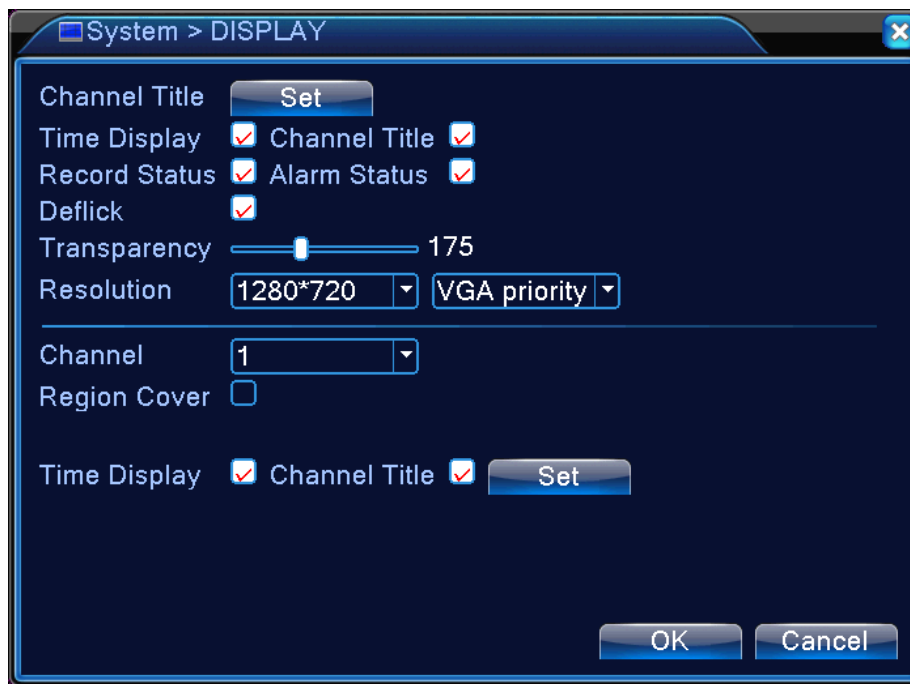 System > DISPLAY
Channel Title Set
Time Display Channel Title
Record Status Alarm Status
Deflick
Transparency 175
Resolution 1280*720 VGA priority
Channel 1
Region Cover
Time Display Channel Title Set
OK Cancel